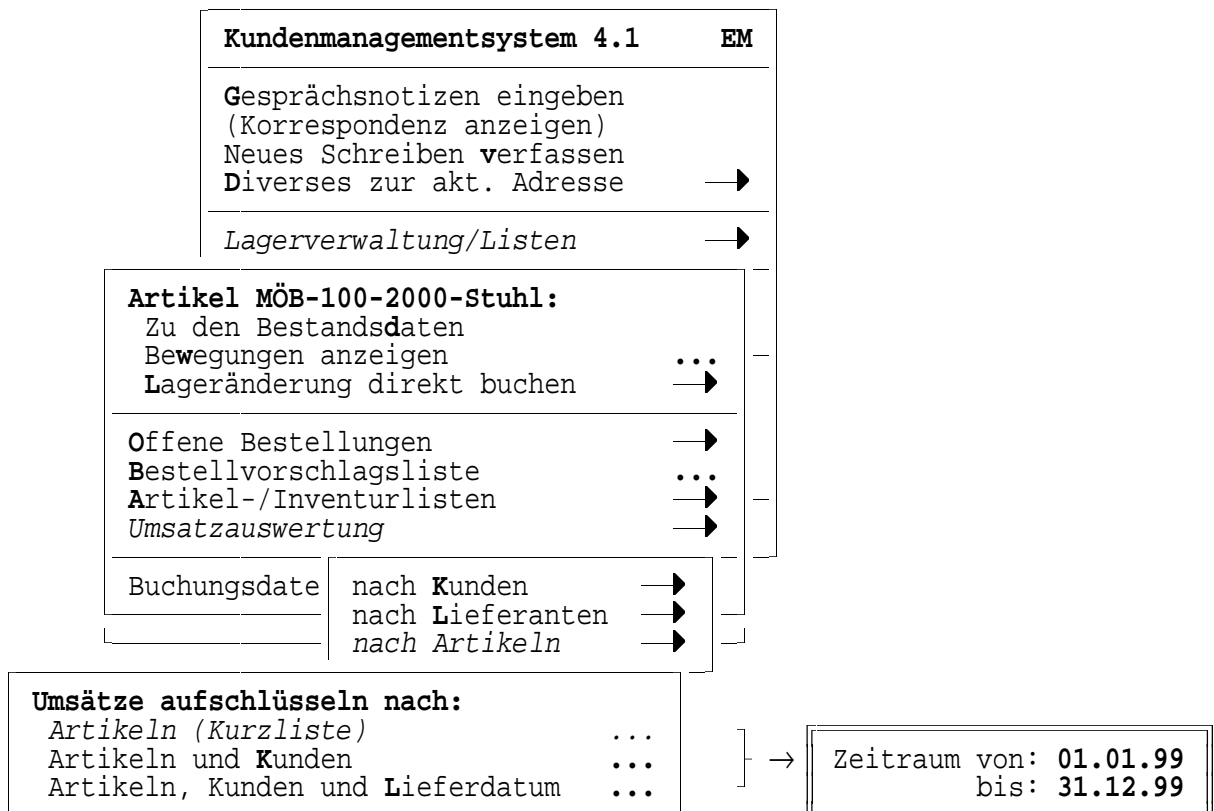 Kundenmanagementsystem 4.1 EM
Gesprächsnotizen eingeben
(Korrespondenz anzeigen)
Neues Schreiben verfassen
Diverses zur akt. Adresse
Lagerverwaltung/Listen
Artikel MÖB-100-2000-Stuhl:
Zu den Bestandsdaten
Bewegungen anzeigen ...
Lageränderung direkt buchen
Offene Bestellungen
Bestellvorschlagsliste ...
Artikel-/Inventurlisten
Umsatzauswertung
Buchungsdate
nach Kunden
nach Lieferanten
nach Artikeln
Umsätze aufschlüsseln nach:
Artikeln (Kurzliste) ...
Artikeln und Kunden ...
Artikeln, Kunden und Lieferdatum ...
→
Zeitraum von: 01.01.99
bis: 31.12.99